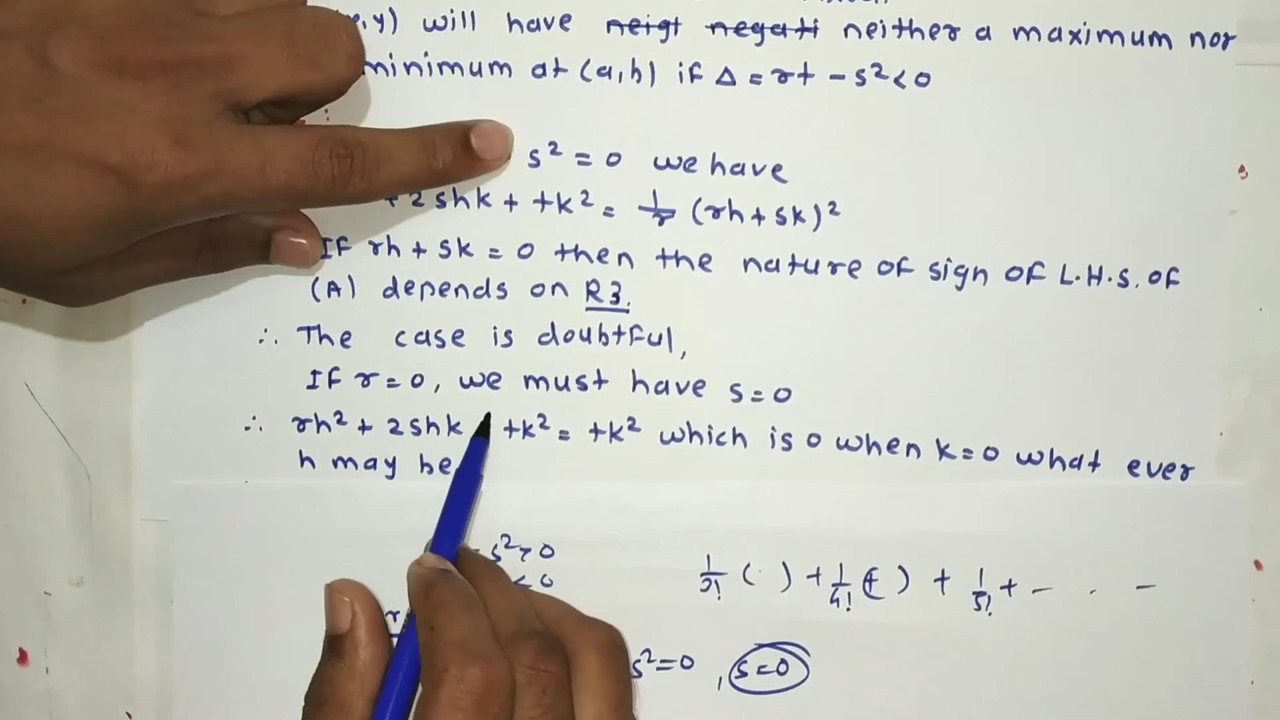 ,y) will have neigt negati neither a maximum nor
minimum at (a,b) if Δ = rt - s² < 0
s² = 0 we have
+ 2shk + tk² = 1/r (rh + sk)²
If rh + sk = 0 then the nature of sign of L.H.S. of
(A) depends on R3.
∴ The case is doubtful,
If r = 0, we must have s = 0
∴ rh² + 2shk + tk² = tk² which is 0 when k = 0 what ever
h may be
s² > 0
< 0
1/3! ( ) + 1/4! ( ) + 1/5! + - . . -
r
s² = 0 , s = 0